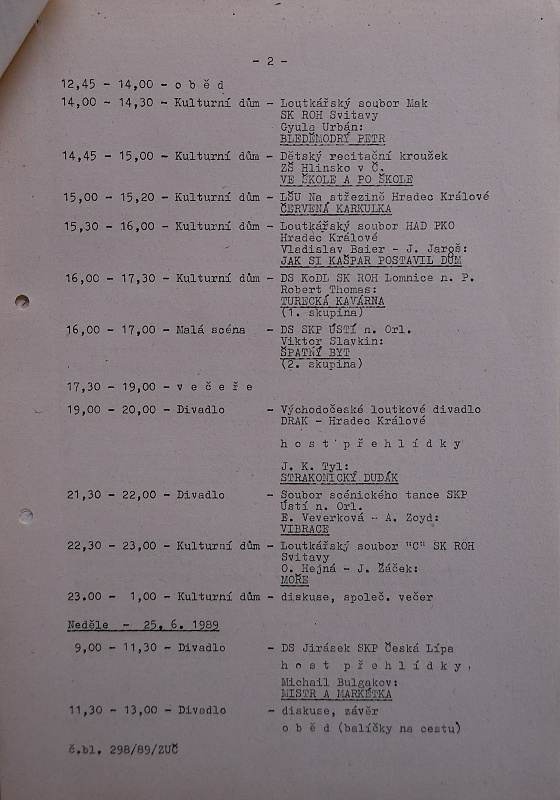 - 2 -
12,45 - 14,00 - o b ě d
14,00 - 14,30 - Kulturní dům - Loutkářský soubor Mak
SK ROH Svitavy
Gyula Urbán:
BLEDĚMODRÝ PETR
14,45 - 15,00 - Kulturní dům - Dětský recitační kroužek
ZŠ Hlinsko v Č.
VE ŠKOLE A PO ŠKOLE
15,00 - 15,20 - Kulturní dům - LŠU Na střezině Hradec Králové
ČERVENÁ KARKULKA
15,30 - 16,00 - Kulturní dům - Loutkářský soubor HAD PKO
Hradec Králové
Vladislav Baier - J. Jaroš:
JAK SI KAŠPAR POSTAVIL DŮM
16,00 - 17,30 - Kulturní dům - DS KoDL SK ROH Lomnice n. P.
Robert Thomas:
TURECKÁ KAVÁRNA
(1. skupina)
16,00 - 17,00 - Malá scéna - DS SKP ÚSTÍ n. Orl.
Viktor Slavkin:
ŠPATNÝ BYT
(2. skupina)
17,30 - 19,00 - v e č e ř e
19,00 - 20,00 - Divadlo - Východočeské loutkové divadlo
DRAK - Hradec Králové
h o s t p ř e h l í d k y
J. K. Tyl:
STRAKONICKÝ DUDÁK
21,30 - 22,00 - Divadlo - Soubor scénického tance SKP
Ústí n. Orl.
E. Veverková - A. Zoyd:
VIBRACE
22,30 - 23,00 - Kulturní dům - Loutkářský soubor "C" SK ROH
Svitavy
O. Hejná - J. Žáček:
MOŘE
23.00 - 1,00 - Kulturní dům - diskuse, společ. večer
Neděle - 25. 6. 1989
9,00 - 11,30 - Divadlo - DS Jirásek SKP Česká Lípa
h o s t p ř e h l í d k y
Michail Bulgakov:
MISTR A MARKÉTKA
11,30 - 13,00 - Divadlo - diskuse, závěr
o b ě d (balíčky na cestu)
č.bl. 298/89/ZUČ